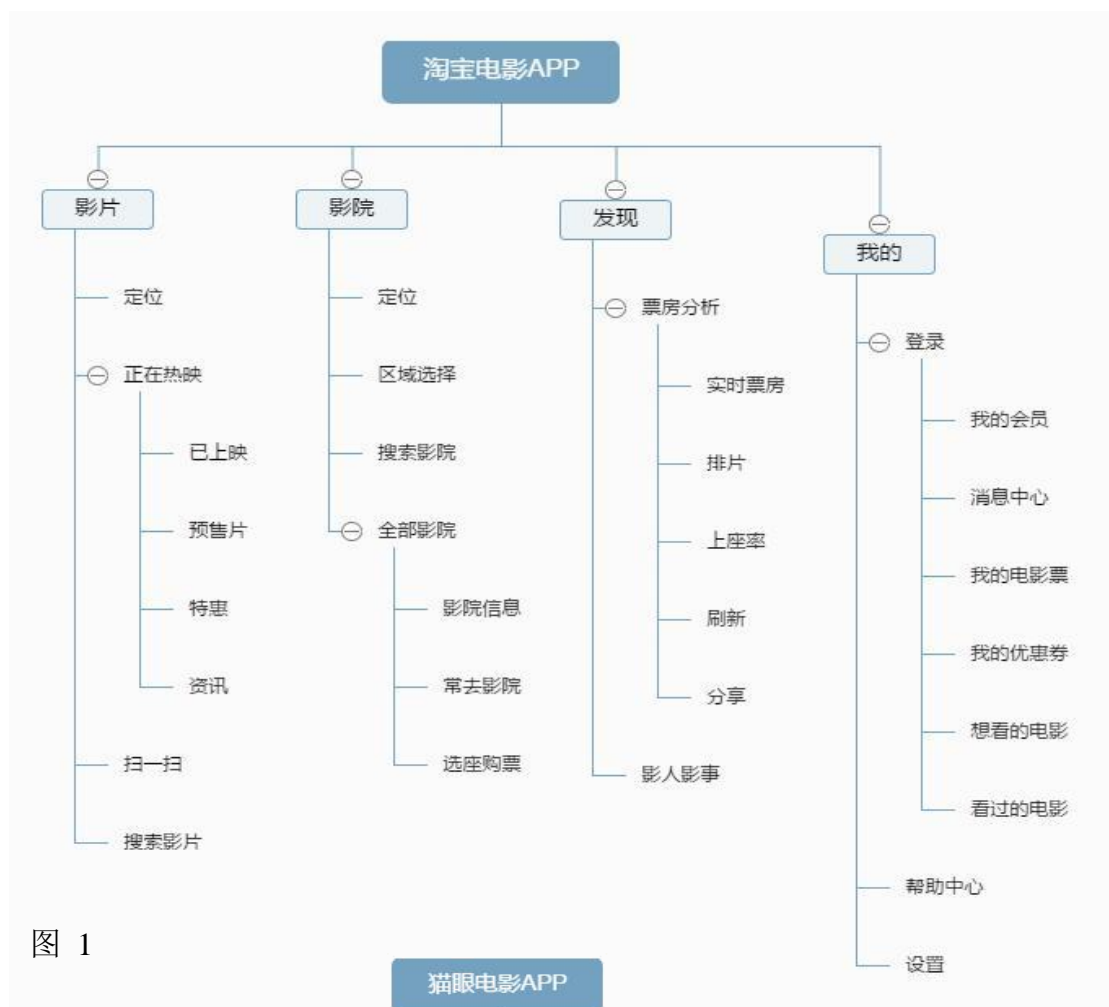 淘宝电影APP
影片
定位
正在热映
已上映
预售片
特惠
资讯
扫一扫
搜索影片
影院
定位
区域选择
搜索影院
全部影院
影院信息
常去影院
选座购票
发现
票房分析
实时票房
排片
上座率
刷新
分享
影人影事
我的
登录
我的会员
消息中心
我的电影票
我的优惠券
想看的电影
看过的电影
帮助中心
设置
图 1
猫眼电影APP